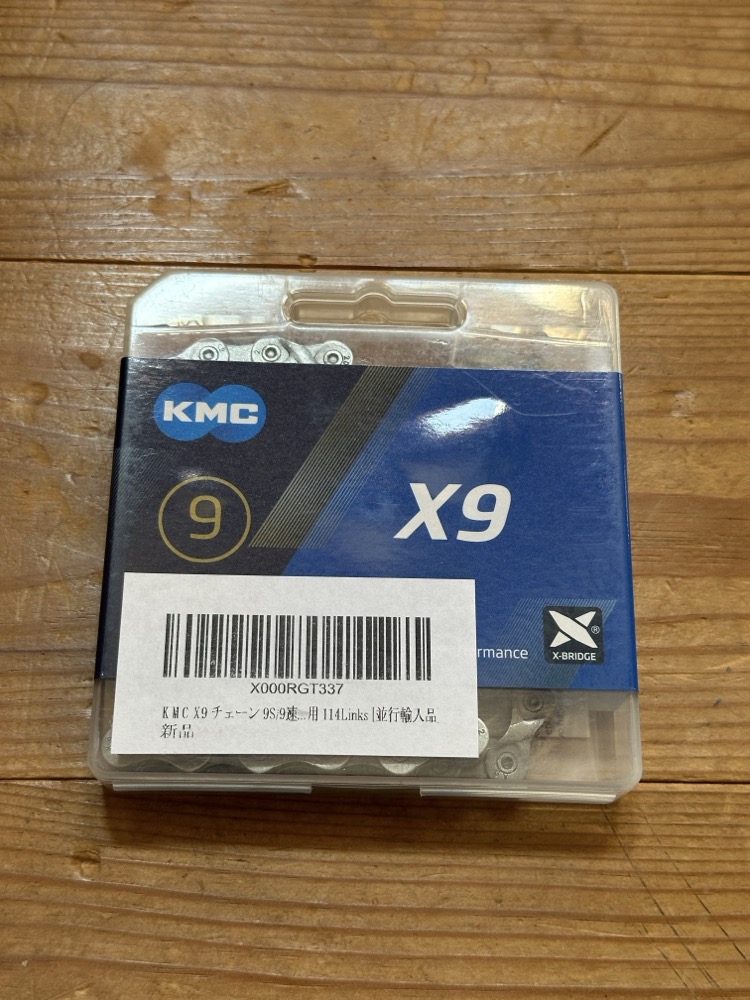 KMC
9
X9
rmance
X-BRIDGE
X000RGT337
KMC X9 チェーン 9S/9速...用 114Links [並行輸入品
新品